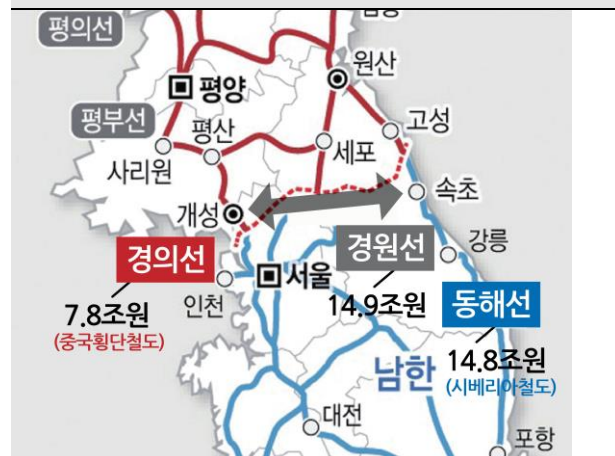 평의선
원산
평양
평부선
고성
평산
세포
사리원
속초
개성
강릉
경의선
경원선
서울
인천
7.8조원
(중국횡단철도)
14.9조원
동해선
남한
14.8조원
(시베리아철도)
대전
포항